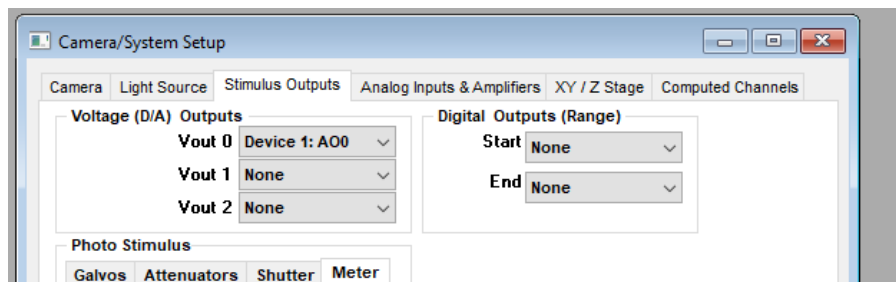 Camera/System Setup
Camera Light Source Stimulus Outputs Analog Inputs & Amplifiers XY / Z Stage Computed Channels
Voltage (D/A) Outputs
Vout 0 Device 1: AO0
Vout 1 None
Vout 2 None
Digital Outputs (Range)
Start None
End None
Photo Stimulus
Galvos Attenuators Shutter Meter